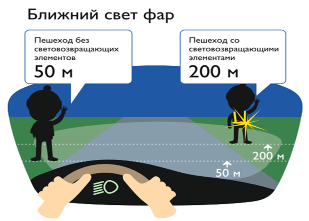 Ближний свет фар
Пешеход без
световозвращающих
элементов
50 м
Пешеход со
световозвращающими
элементами
200 м
200 м
50 м